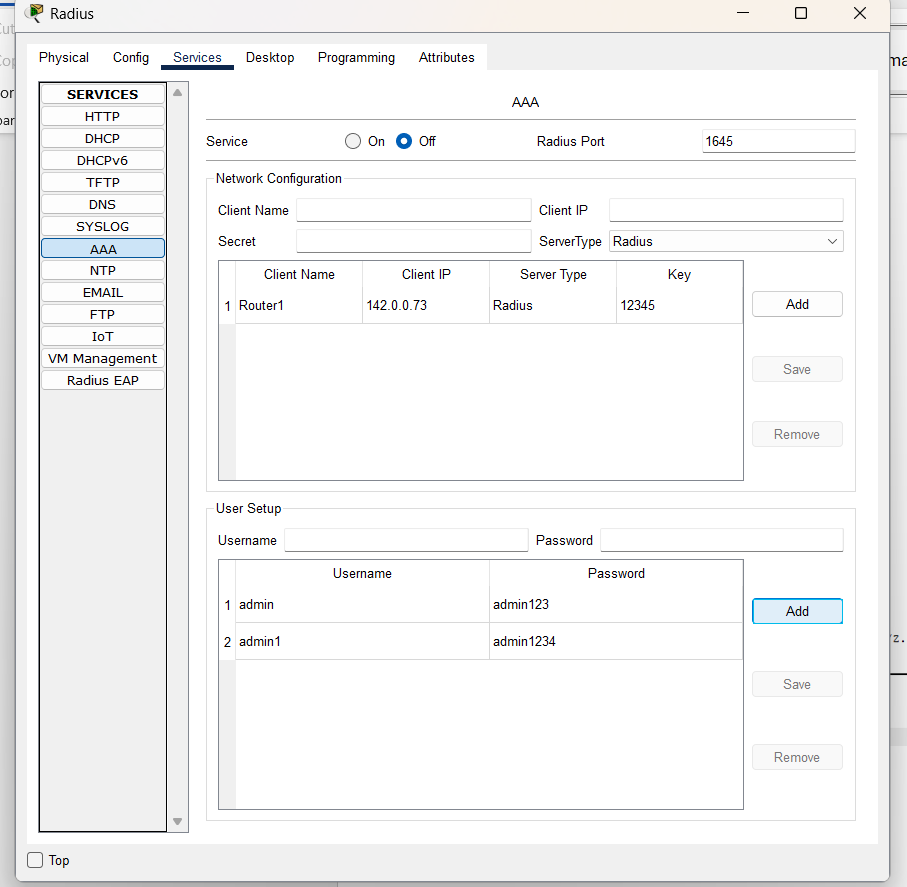 Radius
Physical Config Services Desktop Programming Attributes
SERVICES
HTTP
DHCP
DHCPv6
TFTP
DNS
SYSLOG
AAA
NTP
EMAIL
FTP
IoT
VM Management
Radius EAP
AAA
Service On Off Radius Port 1645
Network Configuration
Client Name Client IP
Secret ServerType Radius
Client Name Client IP Server Type Key
1 Router1 142.0.0.73 Radius 12345
Add
Save
Remove
User Setup
Username Password
Username Password
1 admin admin123
2 admin1 admin1234
Add
Save
Remove
Top